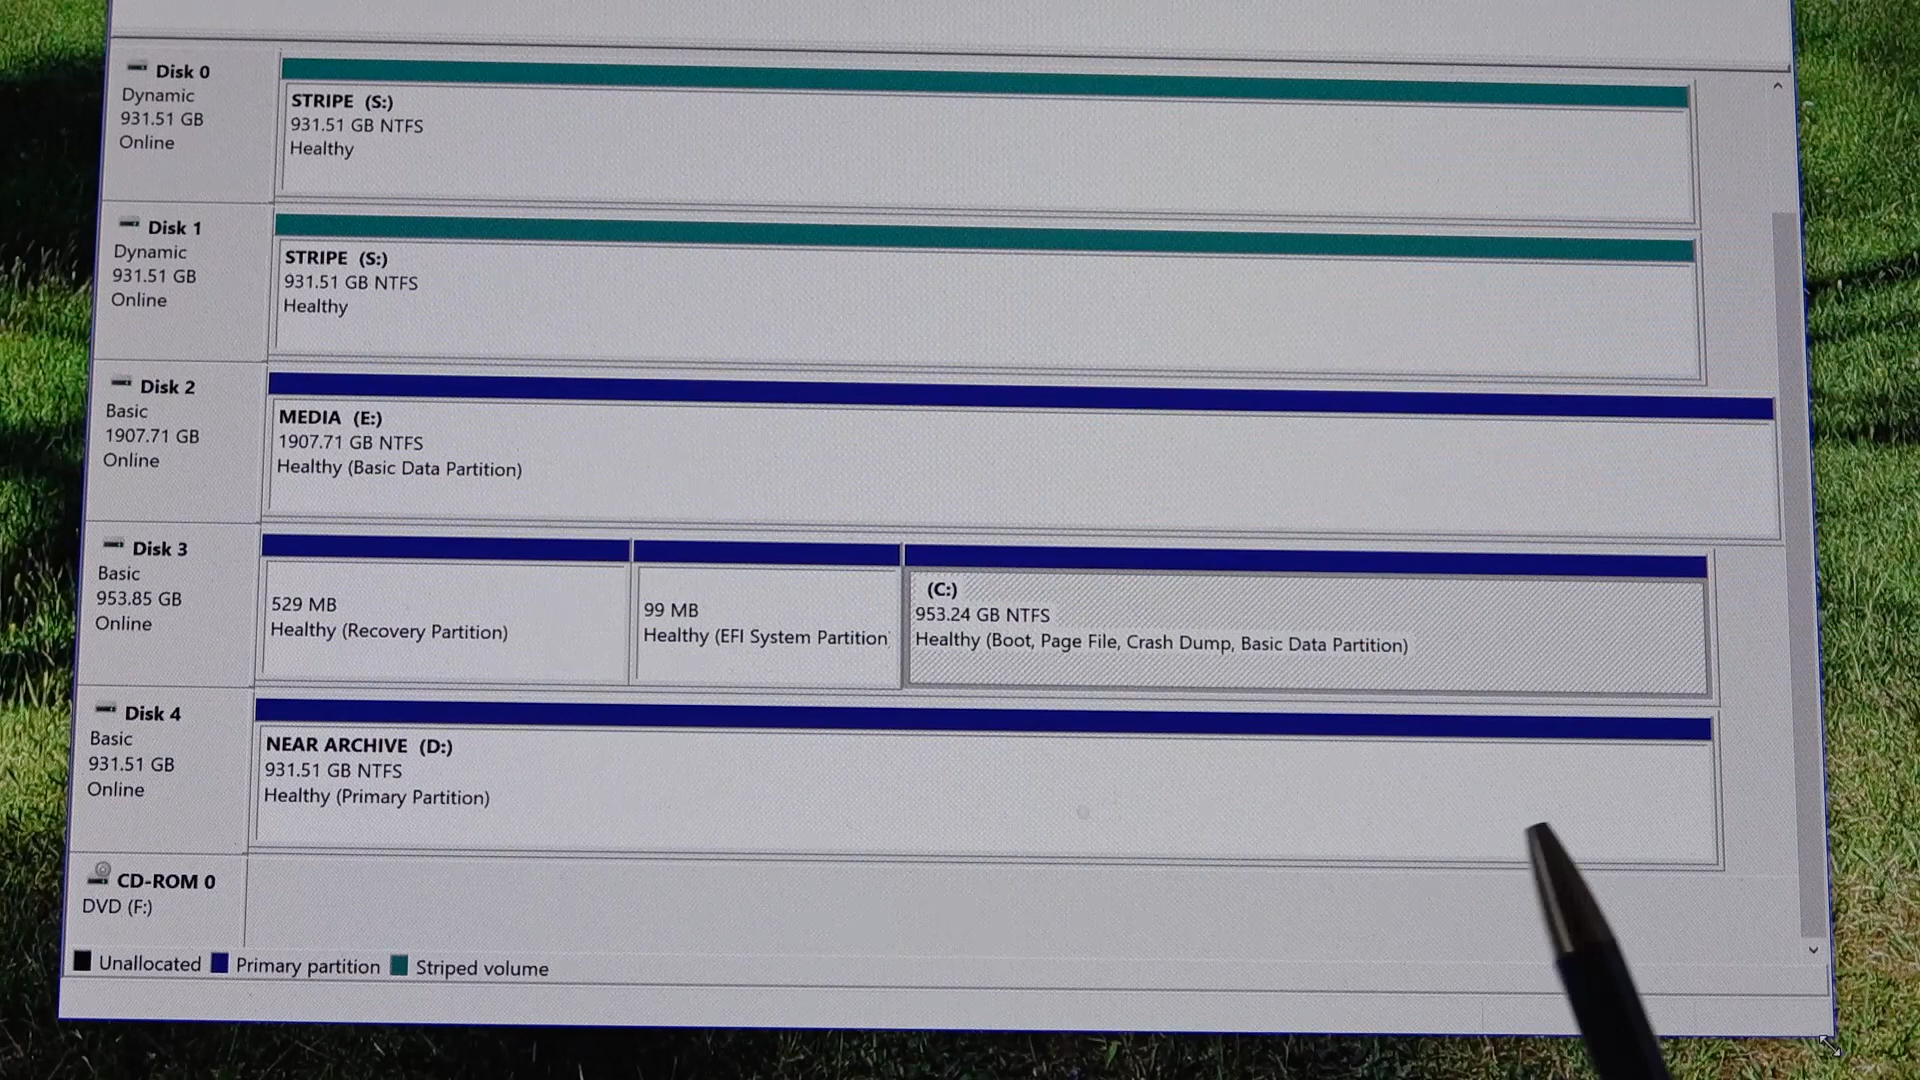 Disk 0
Dynamic
931.51 GB
Online
STRIPE (S:)
931.51 GB NTFS
Healthy
Disk 1
Dynamic
931.51 GB
Online
STRIPE (S:)
931.51 GB NTFS
Healthy
Disk 2
Basic
1907.71 GB
Online
MEDIA (E:)
1907.71 GB NTFS
Healthy (Basic Data Partition)
Disk 3
Basic
953.85 GB
Online
529 MB
Healthy (Recovery Partition)
99 MB
Healthy (EFI System Partition
(C:)
953.24 GB NTFS
Healthy (Boot, Page File, Crash Dump, Basic Data Partition)
Disk 4
Basic
931.51 GB
Online
NEAR ARCHIVE (D:)
931.51 GB NTFS
Healthy (Primary Partition)
CD-ROM 0
DVD (F:)
Unallocated Primary partition Striped volume